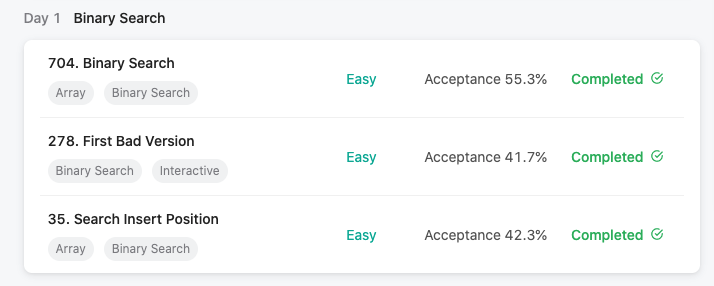 Day 1 Binary Search
704. Binary Search
Easy Acceptance 55.3% Completed
Array Binary Search
278. First Bad Version
Easy Acceptance 41.7% Completed
Binary Search Interactive
35. Search Insert Position
Easy Acceptance 42.3% Completed
Array Binary Search